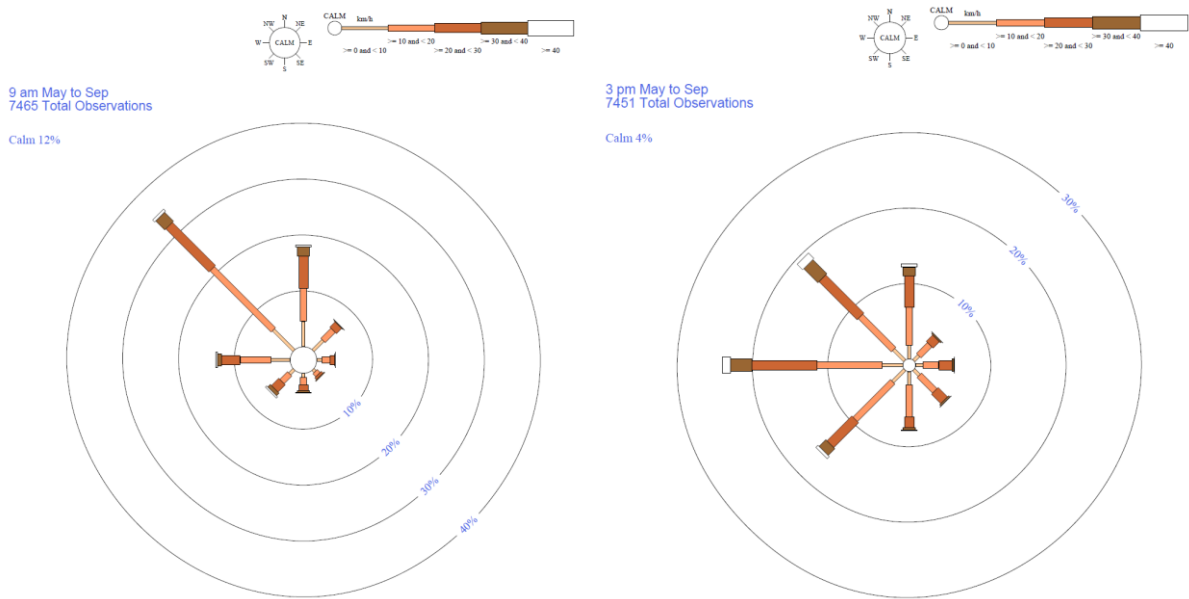 N
NW NE
W CALM E
SW SE
S
CALM
km/h
>= 10 and < 20 >= 30 and < 40
>= 0 and < 10 >= 20 and < 30 >= 40
9 am May to Sep
7465 Total Observations
Calm 12%
10%
20%
30%
40%
N
NW NE
W CALM E
SW SE
S
CALM
km/h
>= 10 and < 20 >= 30 and < 40
>= 0 and < 10 >= 20 and < 30 >= 40
3 pm May to Sep
7451 Total Observations
Calm 4%
30%
20%
10%